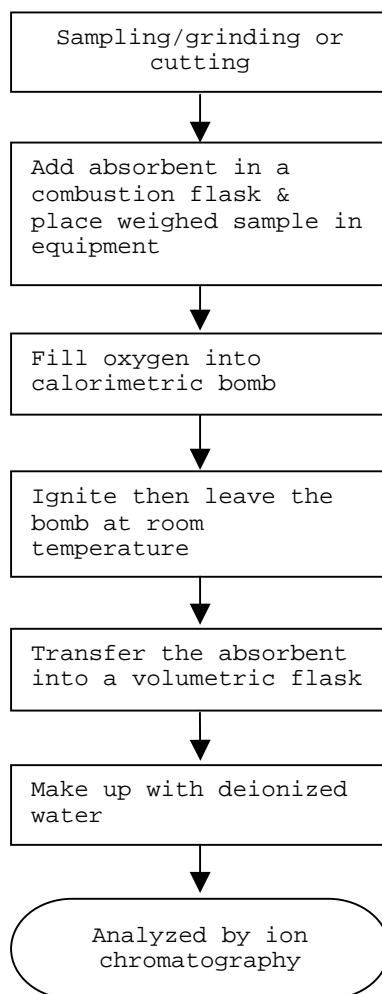 Sampling/grinding or
cutting
Add absorbent in a
combustion flask &
place weighed sample in
equipment
Fill oxygen into
calorimetric bomb
Ignite then leave the
bomb at room
temperature
Transfer the absorbent
into a volumetric flask
Make up with deionized
water
Analyzed by ion
chromatography